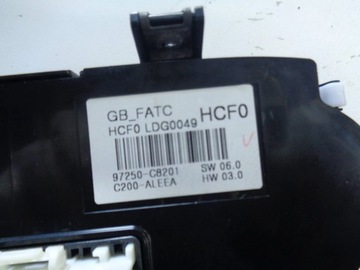 GB_FATC
HCF0 LDG0049 HCF0
97250-C8201 SW 06.0
C200-ALEEA HW 03.0